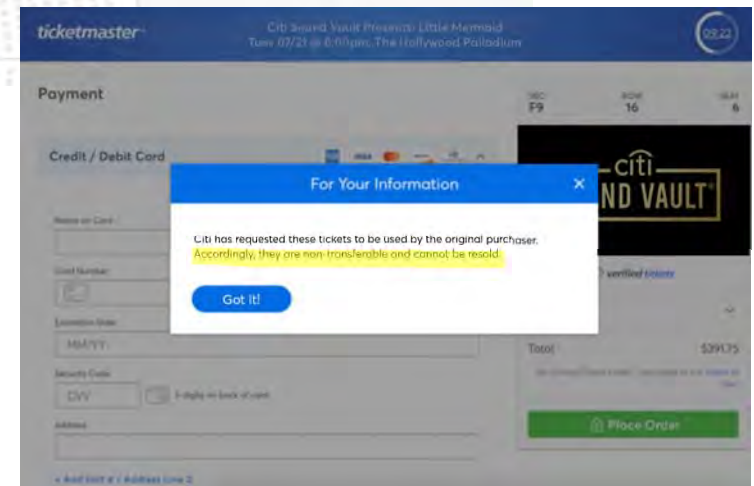 ticketmaster
Citi Sound Vault Presents: Little Mermaid
Tues 07/21 @ 8:00pm, The Hollywood Palladium
09:22
Payment
SEC ROW SEAT
F9 16 6
Credit / Debit Card
VISA
For Your Information
Citi has requested these tickets to be used by the original purchaser.
Accordingly, they are non-transferable and cannot be resold.
Got It!
citi
ND VAULT
verified tickets
Name on Card
Card Number
Expiration Date
MM/YY
Security Code
CVV
3-digits on back of card
Address
+ Add Suit # / Address Line 2
Total $391.75
Place Order